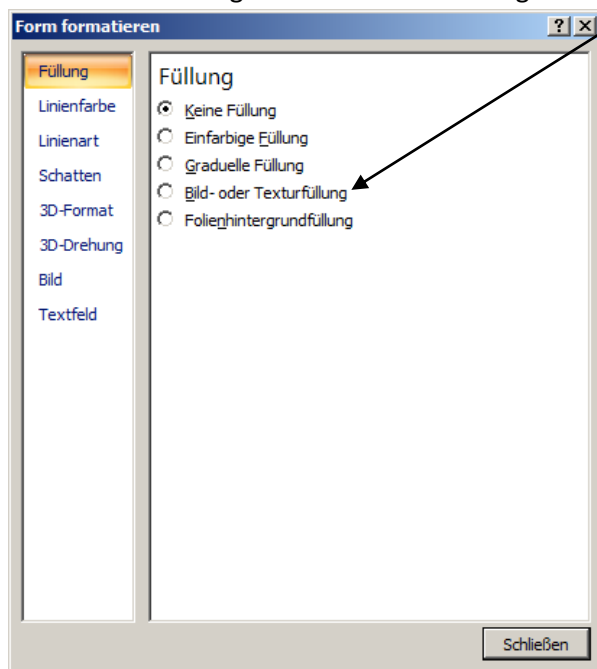 Form formatieren
Füllung
Linienfarbe
Linienart
Schatten
3D-Format
3D-Drehung
Bild
Textfeld
Füllung
Keine Füllung
Einfarbige Füllung
Graduelle Füllung
Bild- oder Texturfüllung
Folienhintergrundfüllung
Schließen